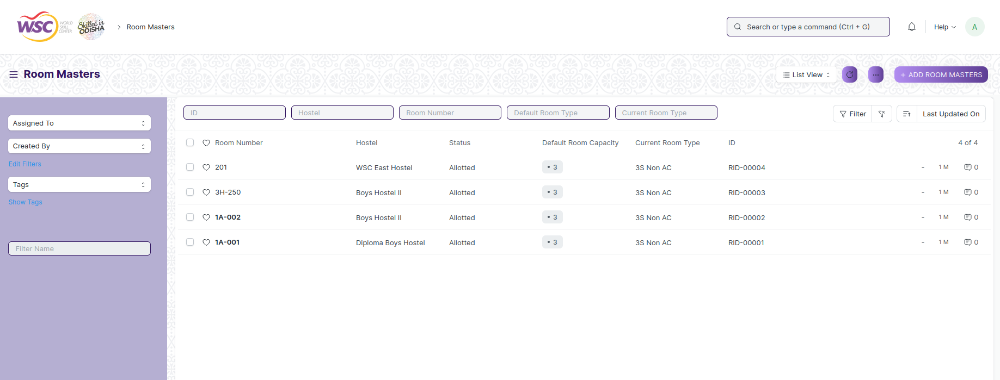 WSC WORLD SKILL CENTER Skilled in ODISHA Room Masters Search or type a command (Ctrl + G) Help A
Room Masters List View ... + ADD ROOM MASTERS
Assigned To
Created By
Edit Filters
Tags
Show Tags
Filter Name
ID Hostel Room Number Default Room Type Current Room Type Filter Last Updated On
Room Number Hostel Status Default Room Capacity Current Room Type ID 4 of 4
201 WSC East Hostel Allotted • 3 3S Non AC RID-00004 - 1 M 0
3H-250 Boys Hostel II Allotted • 3 3S Non AC RID-00003 - 1 M 0
1A-002 Boys Hostel II Allotted • 3 3S Non AC RID-00002 - 1 M 0
1A-001 Diploma Boys Hostel Allotted • 3 3S Non AC RID-00001 - 1 M 0